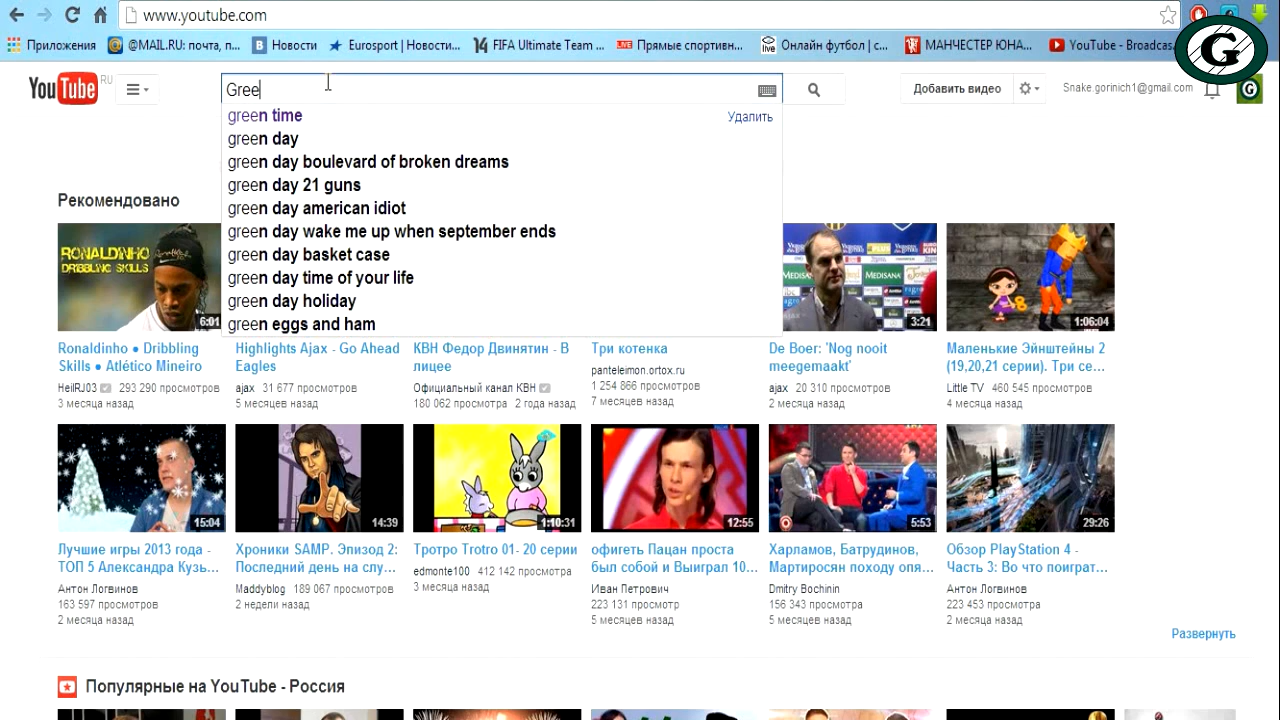 www.youtube.com
Приложения
@MAIL.RU: почта, п...
Новости
Eurosport | Новости...
FIFA Ultimate Team ...
Прямые спортивн...
Онлайн футбол | с...
МАНЧЕСТЕР ЮНА...
YouTube - Broadcas
G
YouTube RU
Gree
Добавить видео
Snake.gorinich1@gmail.com
green time
Удалить
green day
green day boulevard of broken dreams
green day 21 guns
green day american idiot
green day wake me up when september ends
green day basket case
green day time of your life
green day holiday
green eggs and ham
Рекомендовано
RONALDINHO
DRIBBLING SKILLS
6:01
3:21
1:06:04
Ronaldinho ● Dribbling
Skills ● Atlético Mineiro
HeilRJ03 293 290 просмотров
3 месяца назад
Highlights Ajax - Go Ahead
Eagles
ajax 31 677 просмотров
5 месяцев назад
КВН Федор Двинятин - В
лицее
Официальный канал КВН
180 062 просмотра 2 года назад
Три котенка
panteleimon.ortox.ru
1 254 866 просмотров
7 месяцев назад
De Boer: 'Nog nooit
meegemaakt'
ajax 20 310 просмотров
2 месяца назад
Маленькие Эйнштейны 2
(19,20,21 серии). Три се...
Little TV 460 545 просмотров
4 месяца назад
15:04
14:39
1:10:31
12:55
5:53
29:26
Лучшие игры 2013 года -
ТОП 5 Александра Кузь...
Антон Логвинов
163 597 просмотров
2 месяца назад
Хроники SAMP. Эпизод 2:
Последний день на слу...
Maddyblog 189 067 просмотров
2 недели назад
Тротро Trotro 01- 20 серии
edmonte100 412 142 просмотра
3 месяца назад
офигеть Пацан проста
был собой и Выиграл 10...
Иван Петрович
223 131 просмотр
5 месяцев назад
Харламов, Батрудинов,
Мартиросян походу опя...
Dmitry Bochinin
156 343 просмотра
5 месяцев назад
Обзор PlayStation 4 -
Часть 3: Во что поиграт...
Антон Логвинов
223 453 просмотра
2 месяца назад
Развернуть
Популярные на YouTube - Россия